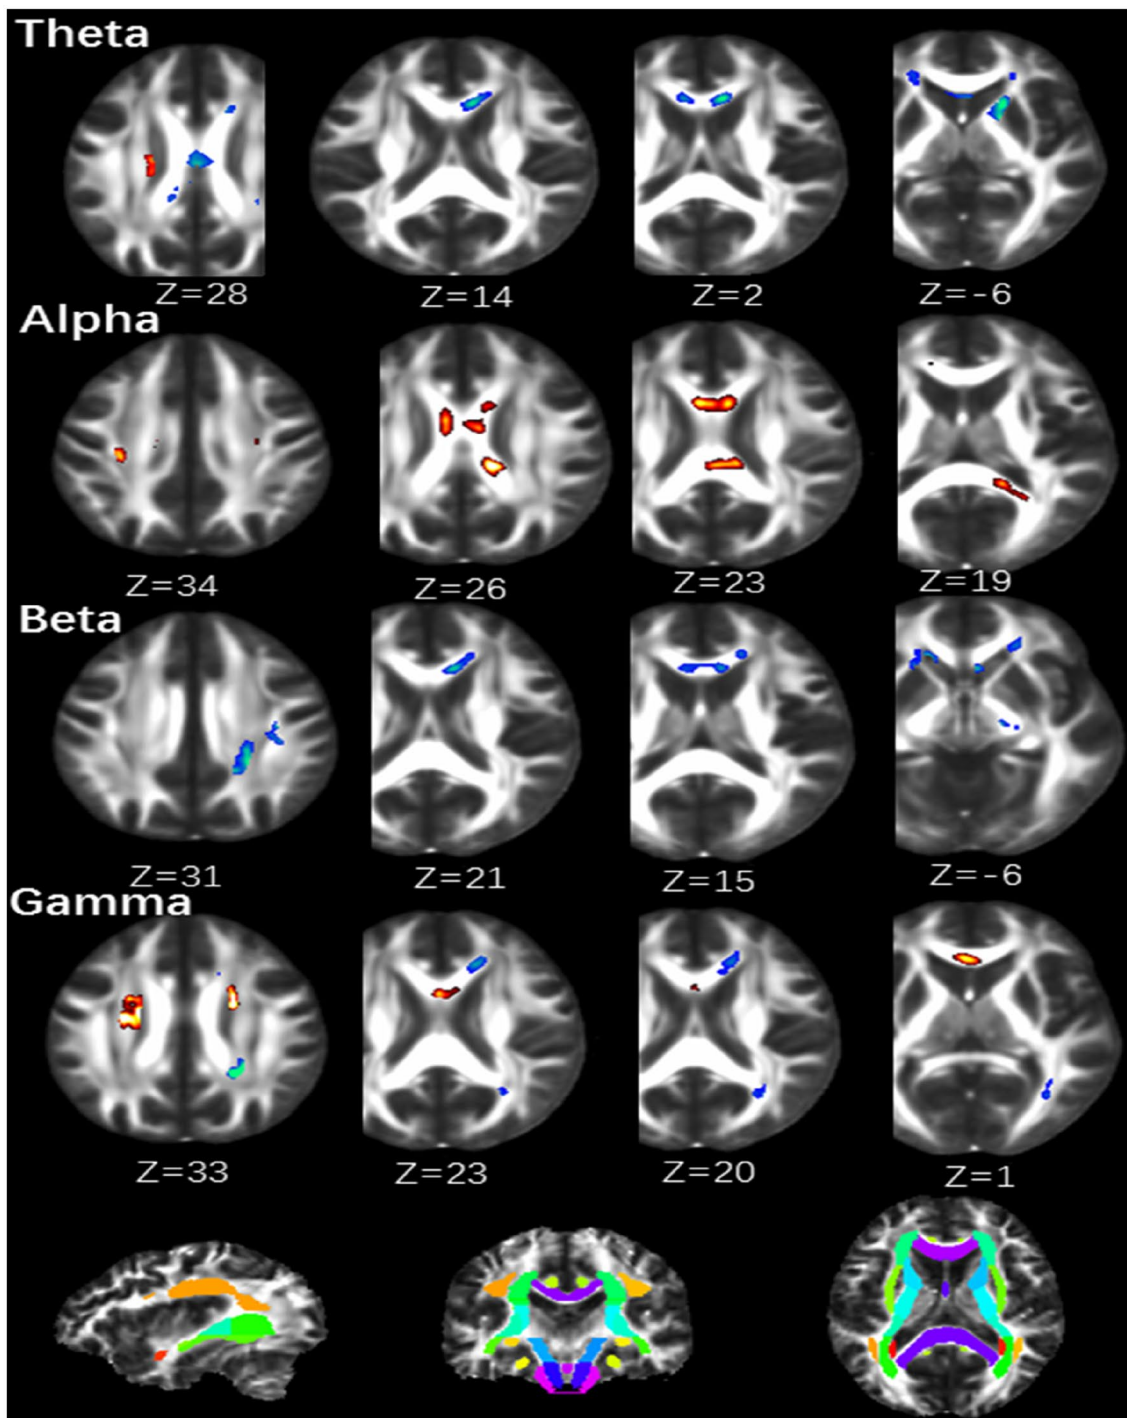 Theta
Z=28 Z=14 Z=2 Z=-6
Alpha
Z=34 Z=26 Z=23 Z=19
Beta
Z=31 Z=21 Z=15 Z=-6
Gamma
Z=33 Z=23 Z=20 Z=1